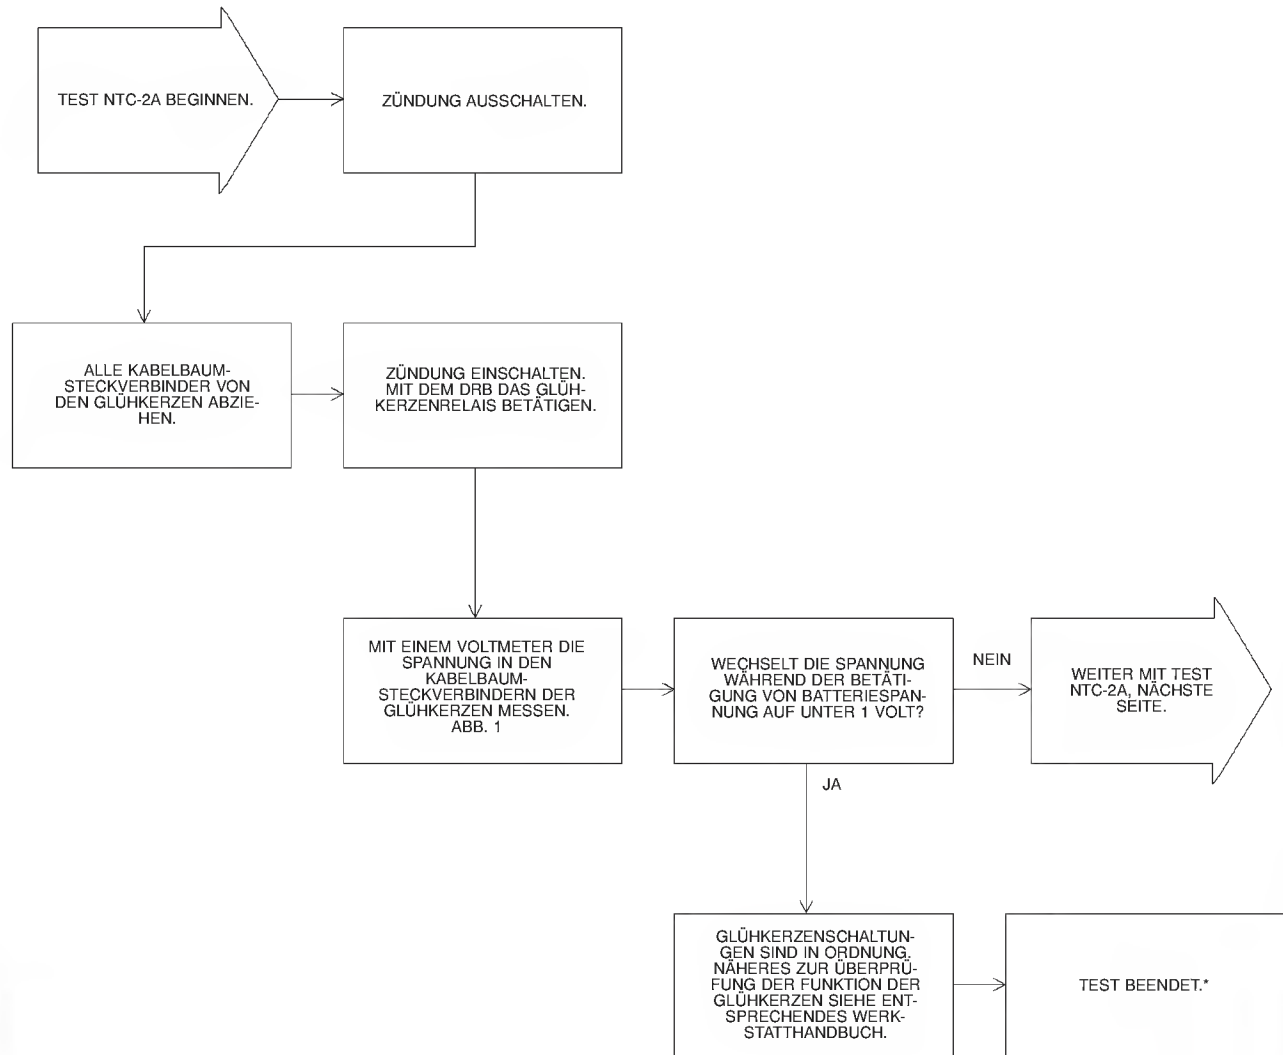 TEST NTC-2A BEGINNEN.
ZÜNDUNG AUSSCHALTEN.
ALLE KABELBAUM-
STECKVERBINDER VON
DEN GLÜHKERZEN ABZIE-
HEN.
ZÜNDUNG EINSCHALTEN.
MIT DEM DRB DAS GLÜH-
KERZENRELAIS BETÄTIGEN.
MIT EINEM VOLTMETER DIE
SPANNUNG IN DEN
KABELBAUM-
STECKVERBINDERN DER
GLÜHKERZEN MESSEN.
ABB. 1
WECHSELT DIE SPANNUNG
WÄHREND DER BETÄTI-
GUNG VON BATTERIESPAN-
NUNG AUF UNTER 1 VOLT?
NEIN
WEITER MIT TEST
NTC-2A, NÄCHSTE
SEITE.
JA
GLÜHKERZENSCHALTUN-
GEN SIND IN ORDNUNG.
NÄHERES ZUR ÜBERPRÜ-
FUNG DER FUNKTION DER
GLÜHKERZEN SIEHE ENT-
SPRECHENDES WERK-
STATTHANDBUCH.
TEST BEENDET.*